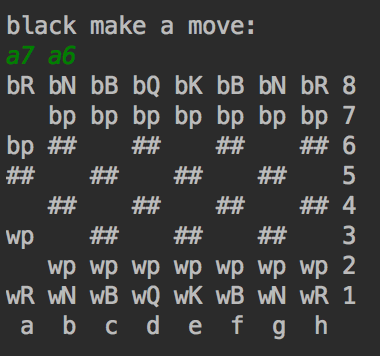 black make a move:
a7 a6
bR bN bB bQ bK bB bN bR 8
   bp bp bp bp bp bp bp 7
bp ##    ##    ##    ## 6
##    ##    ##    ##    5
   ##    ##    ##    ## 4
wp    ##    ##    ##    3
   wp wp wp wp wp wp wp 2
wR wN wB wQ wK wB wN wR 1
 a  b  c  d  e  f  g  h